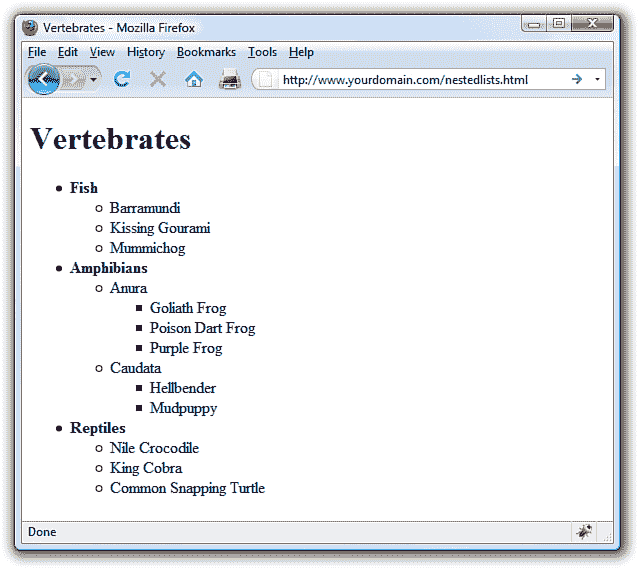 Vertebrates - Mozilla Firefox
File Edit View History Bookmarks Tools Help
http://www.yourdomain.com/nestedlists.html
Vertebrates
Fish
Barramundi
Kissing Gourami
Mummichog
Amphibians
Anura
Goliath Frog
Poison Dart Frog
Purple Frog
Caudata
Hellbender
Mudpuppy
Reptiles
Nile Crocodile
King Cobra
Common Snapping Turtle
Done